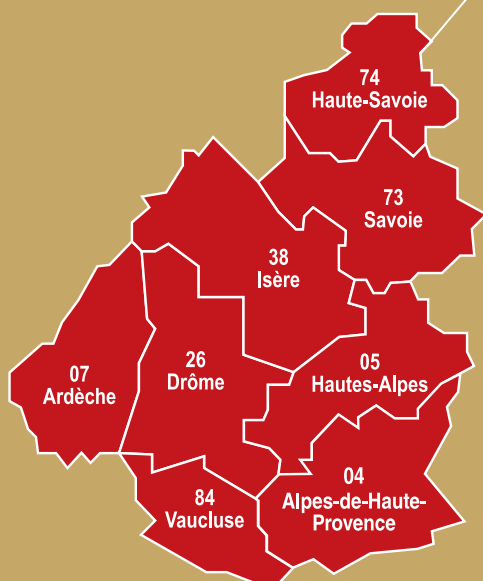 74
Haute-Savoie
73
Savoie
38
Isère
05
Hautes-Alpes
26
Drôme
07
Ardèche
04
Alpes-de-Haute-
Provence
84
Vaucluse